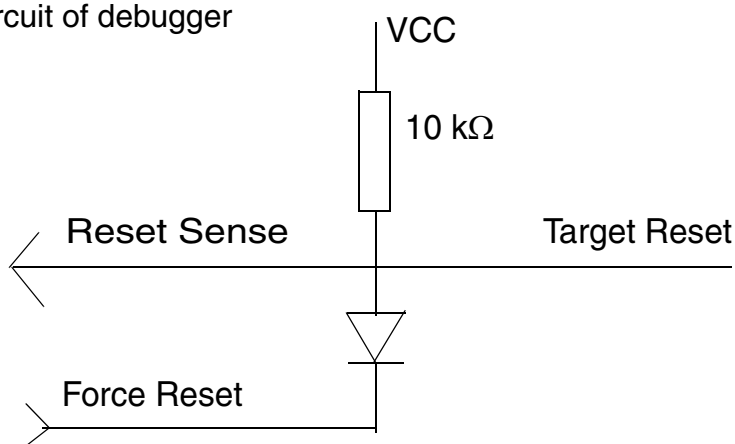 rcuit of debugger
VCC
10 kΩ
Reset Sense
Target Reset
Force Reset